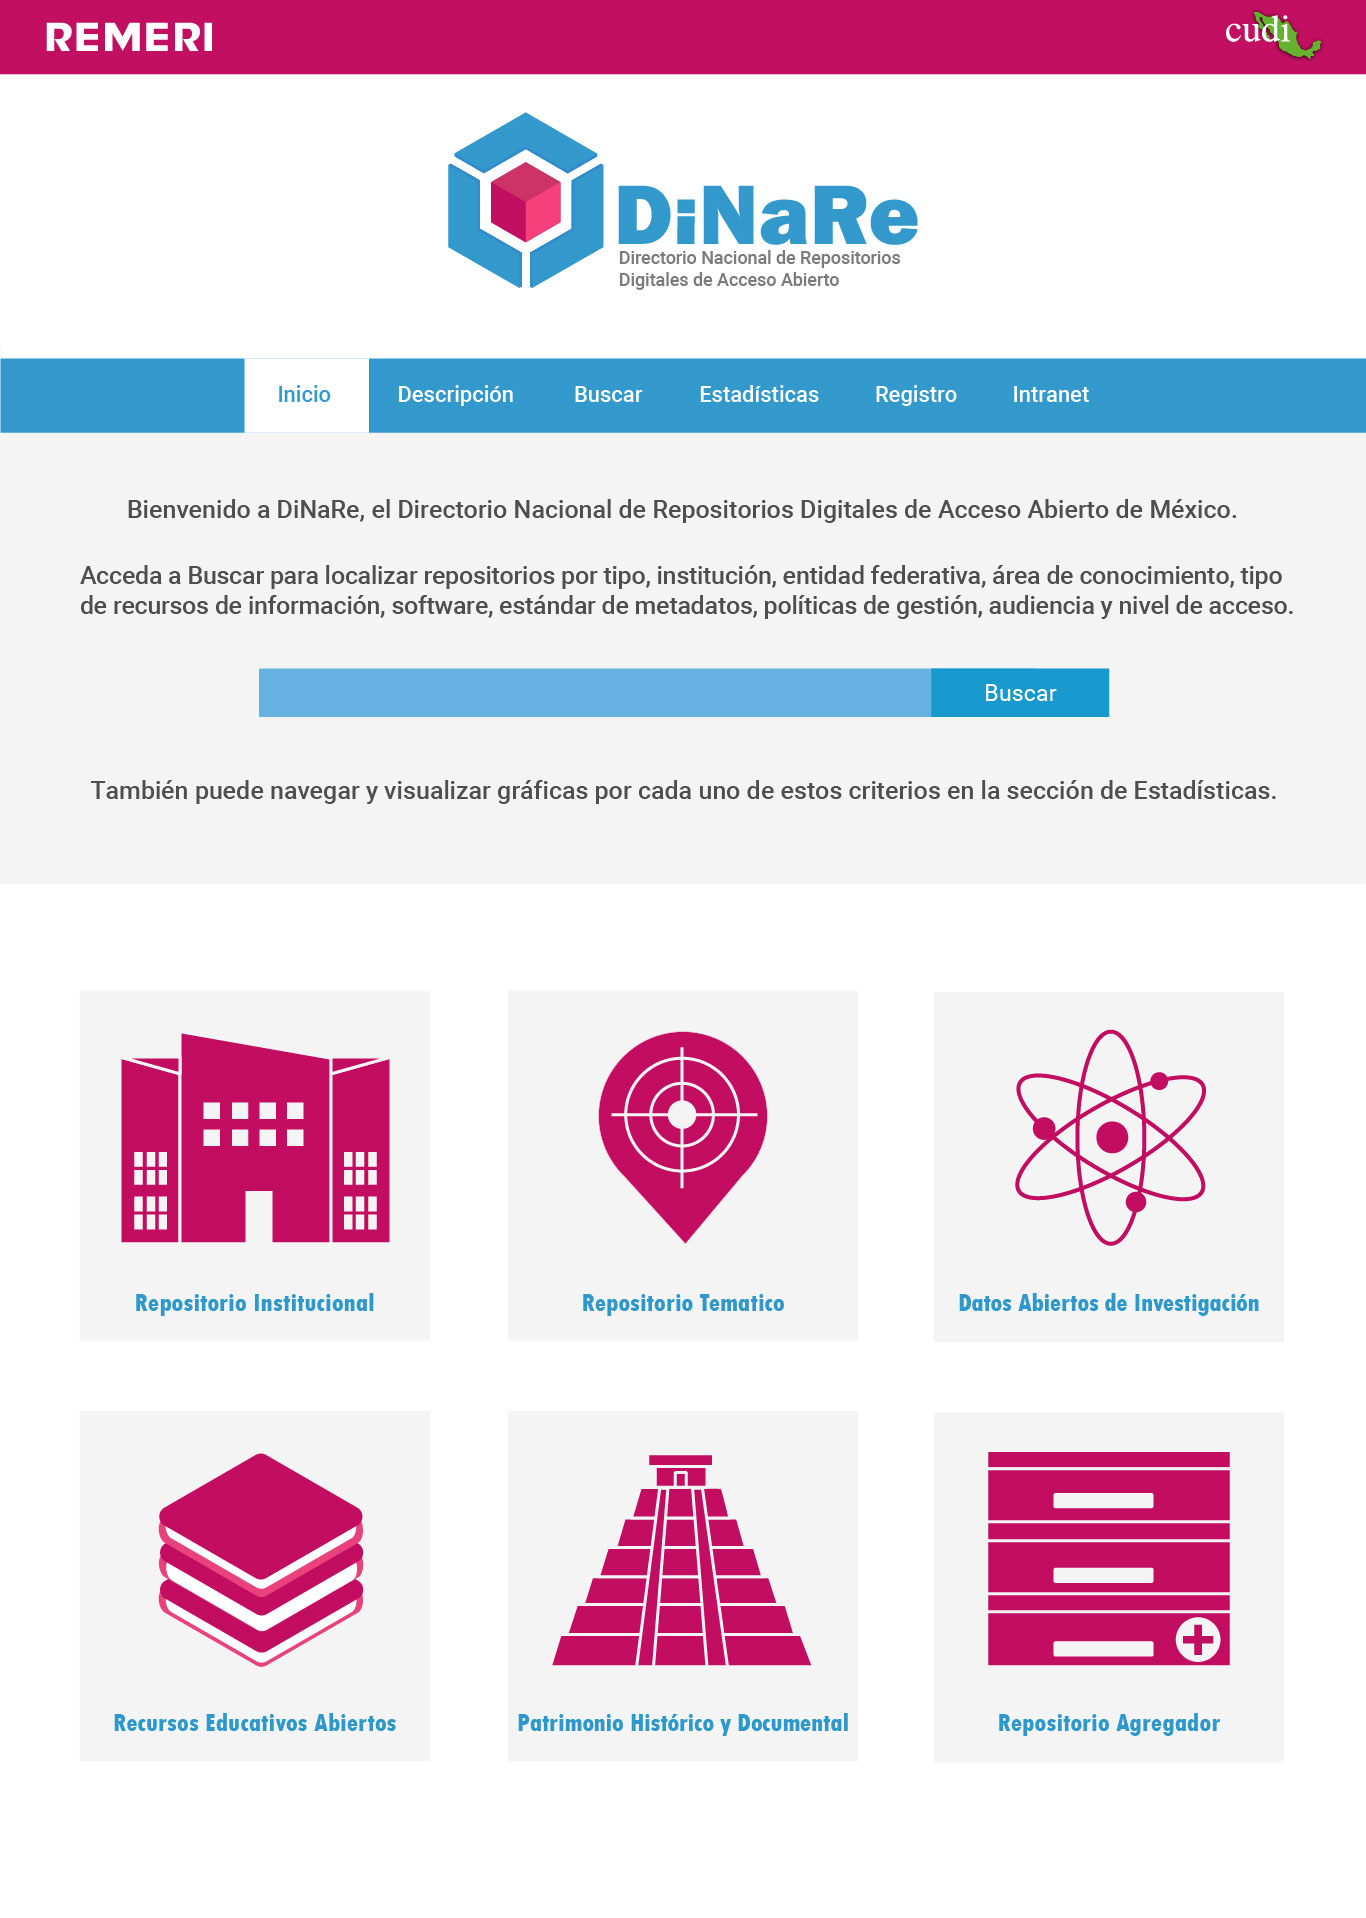 REMERI
cudi
DiNaRe
Directorio Nacional de Repositorios
Digitales de Acceso Abierto
Inicio
Descripción
Buscar
Estadísticas
Registro
Intranet
Bienvenido a DiNaRe, el Directorio Nacional de Repositorios Digitales de Acceso Abierto de México.
Acceda a Buscar para localizar repositorios por tipo, institución, entidad federativa, área de conocimiento, tipo
de recursos de información, software, estándar de metadatos, políticas de gestión, audiencia y nivel de acceso.
Buscar
También puede navegar y visualizar gráficas por cada uno de estos criterios en la sección de Estadísticas.
Repositorio Institucional
Repositorio Tematico
Datos Abiertos de Investigación
Recursos Educativos Abiertos
Patrimonio Histórico y Documental
Repositorio Agregador